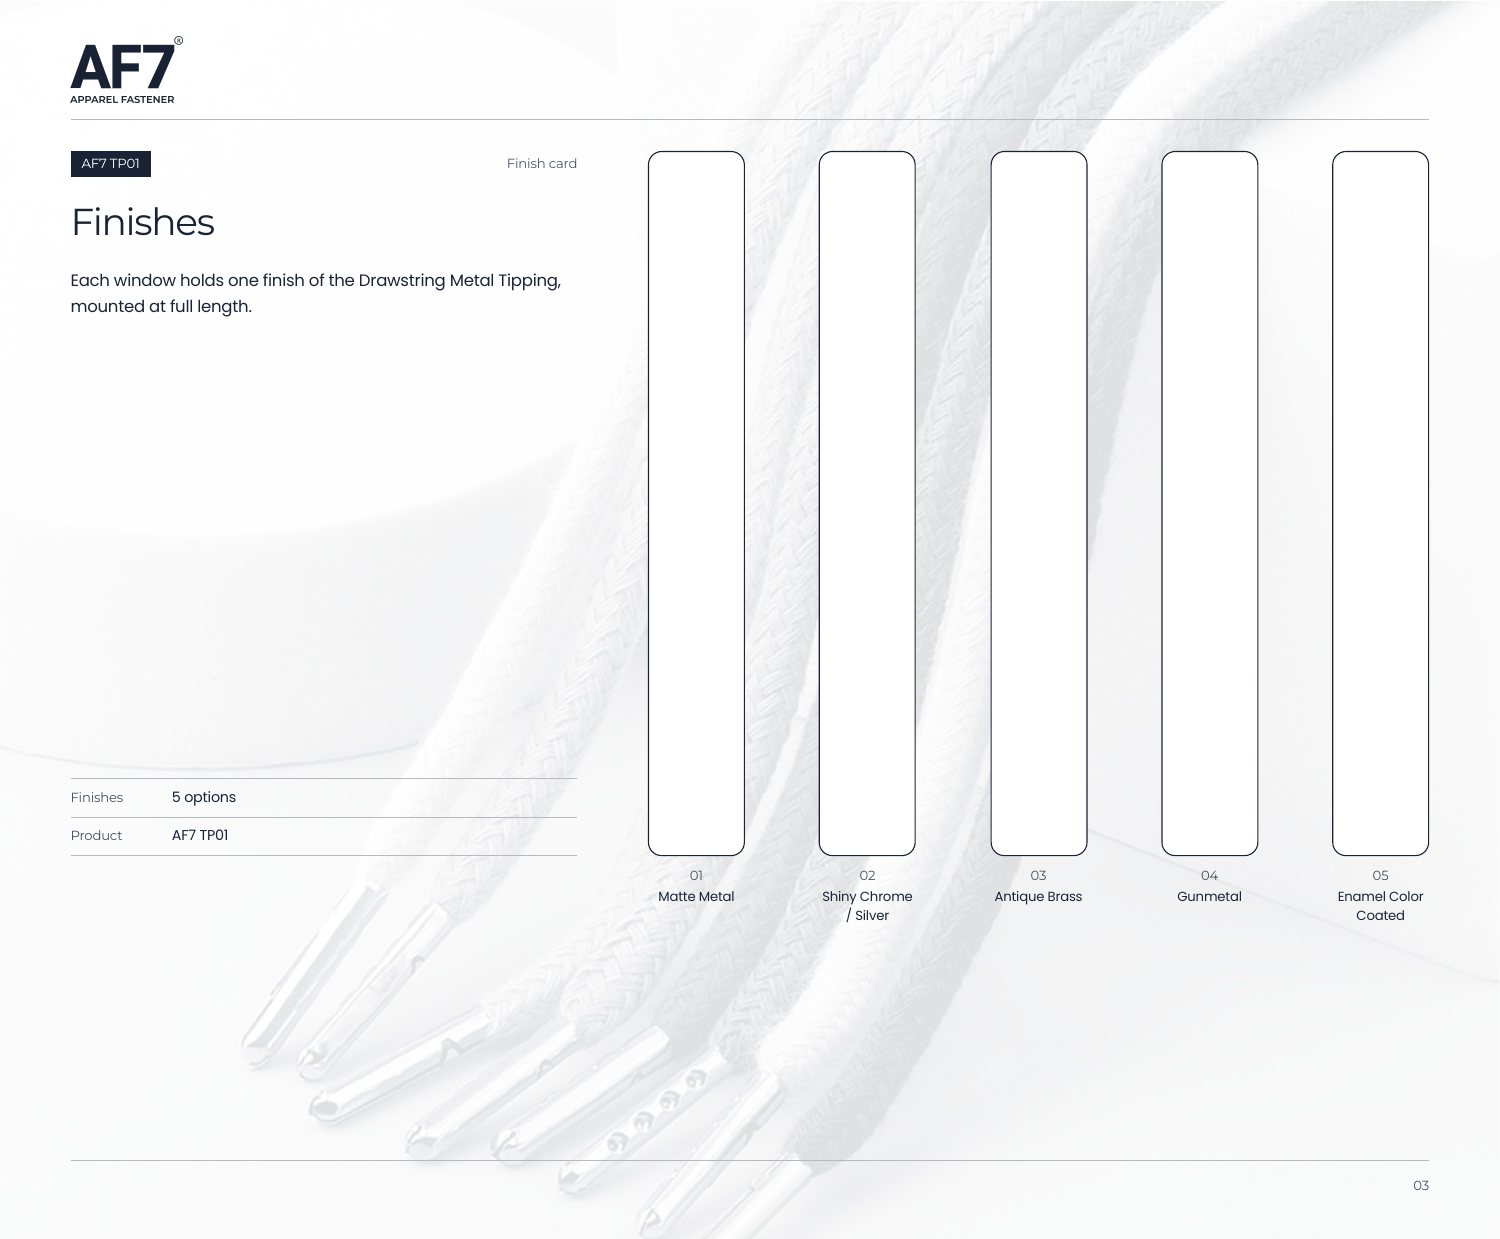 AF7®
APPAREL FASTENER
AF7 TP01
Finish card
Finishes
Each window holds one finish of the Drawstring Metal Tipping,
mounted at full length.
Finishes 5 options
Product AF7 TP01
01
Matte Metal
02
Shiny Chrome
/ Silver
03
Antique Brass
04
Gunmetal
05
Enamel Color
Coated
03